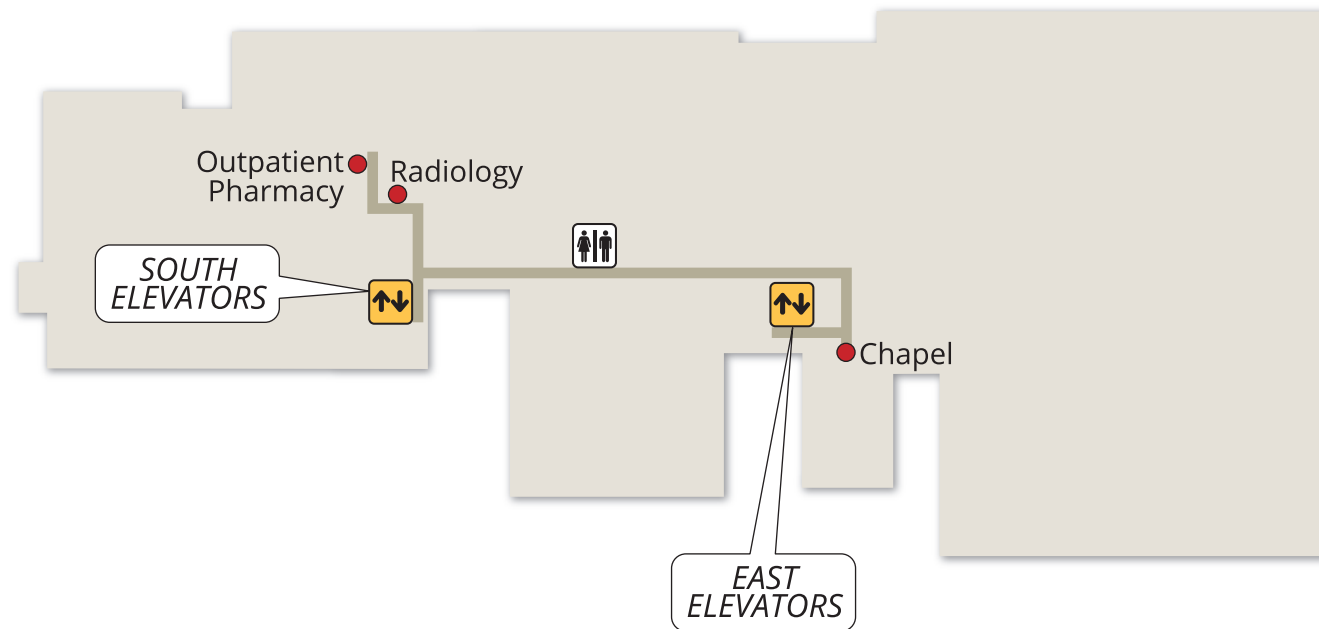 Outpatient
Pharmacy
Radiology
SOUTH
ELEVATORS
Chapel
EAST
ELEVATORS